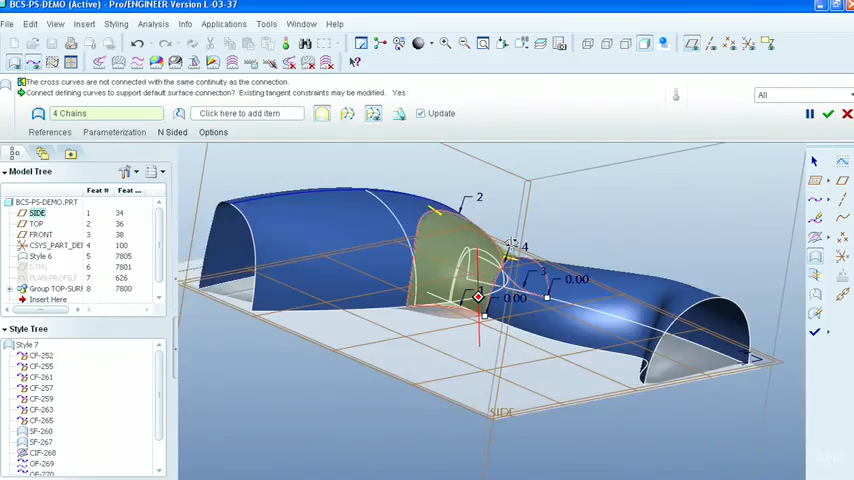 BCS-PS-DEMO (Active) - Pro/ENGINEER Version L-03-37
File Edit View Insert Styling Analysis Info Applications Tools Window Help
The cross curves are not connected with the same continuity as the connection.
Connect defining curves to support default surface connection? Existing tangent constraints may be modified. Yes
All
4 Chains
Click here to add item
Update
References Parameterization N Sided Options
Model Tree
Feat # Feat ...
BCS-PS-DEMO.PRT
SIDE 1 34
TOP 2 36
FRONT 3 38
CSYS_PART_DE 4 100
Style 6 5 7805
DTM1 6 7801
PLAN-PROFILE 7 626
Group TOP-SURF 8 7800
Insert Here
Style Tree
Style 7
CF-252
CF-255
CF-261
CF-257
CF-259
CF-263
CF-265
SF-260
SF-267
CIF-268
OF-269
OF-270
2
4
3
0.00
0.00
SIDE